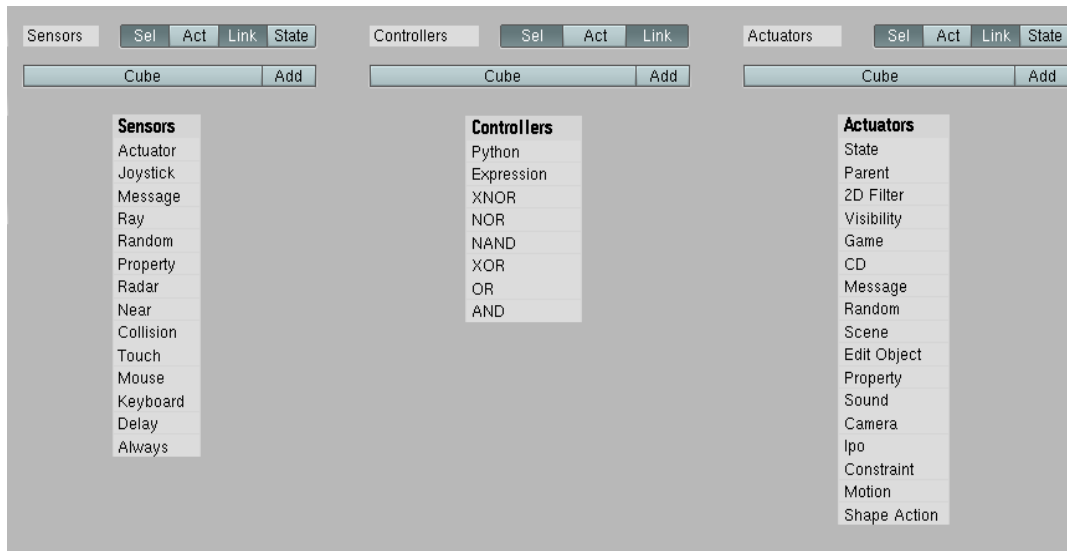 Sensors Sel Act Link State
Cube Add
Sensors
Actuator
Joystick
Message
Ray
Random
Property
Radar
Near
Collision
Touch
Mouse
Keyboard
Delay
Always
Controllers Sel Act Link
Cube Add
Controllers
Python
Expression
XNOR
NOR
NAND
XOR
OR
AND
Actuators Sel Act Link State
Cube Add
Actuators
State
Parent
2D Filter
Visibility
Game
CD
Message
Random
Scene
Edit Object
Property
Sound
Camera
Ipo
Constraint
Motion
Shape Action